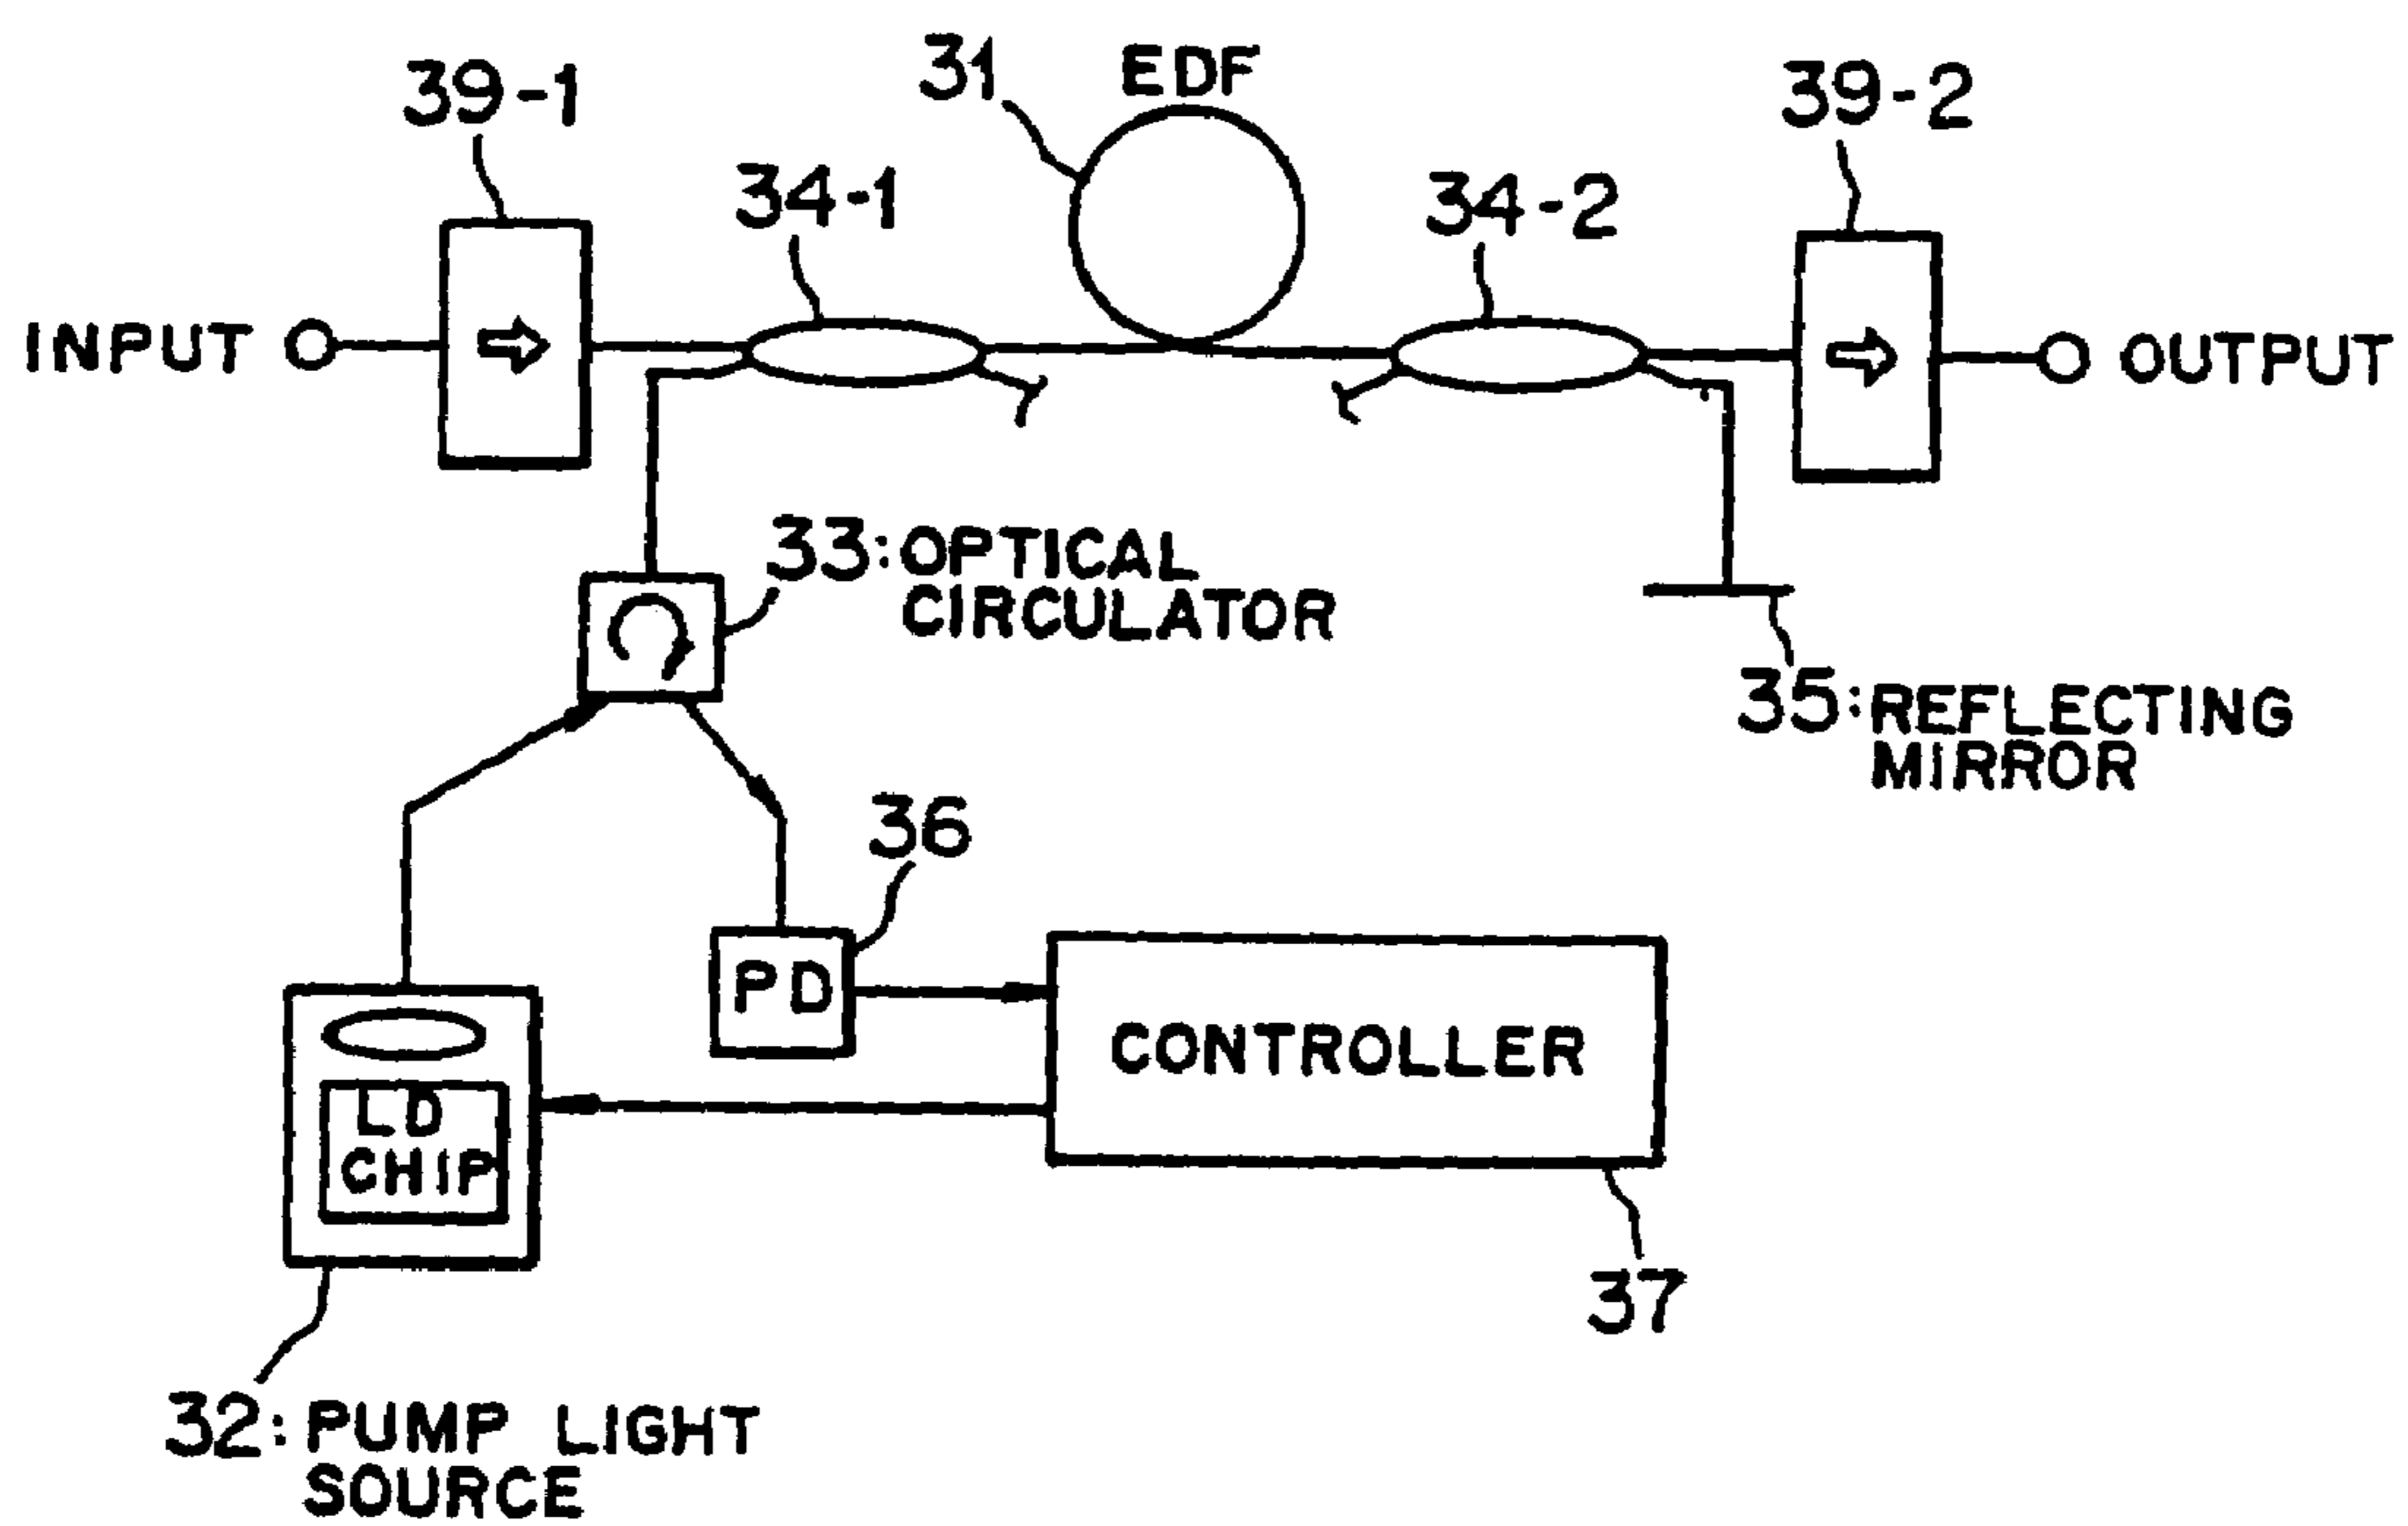 39-1
31
EDF
39-2
34-1
34-2
INPUT
OUTPUT
33:OPTICAL
CIRCULATOR
35:REFLECTING
MIRROR
36
PD
CONTROLLER
LD
CHIP
37
32:PUMP LIGHT
SOURCE